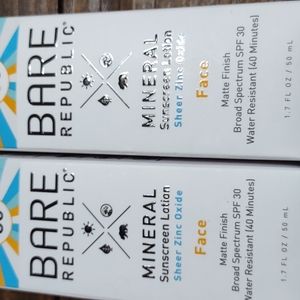 BARE
REPUBLIC®
MINERAL
Sunscreen Lotion
Sheer Zinc Oxide
Face
Matte Finish
Broad Spectrum SPF 30
Water Resistant (40 Minutes)
1.7 FL OZ / 50 mL
BARE
REPUBLIC®
MINERAL
Sunscreen Lotion
Sheer Zinc Oxide
Face
Matte Finish
Broad Spectrum SPF 30
Water Resistant (40 Minutes)
1.7 FL OZ / 50 mL